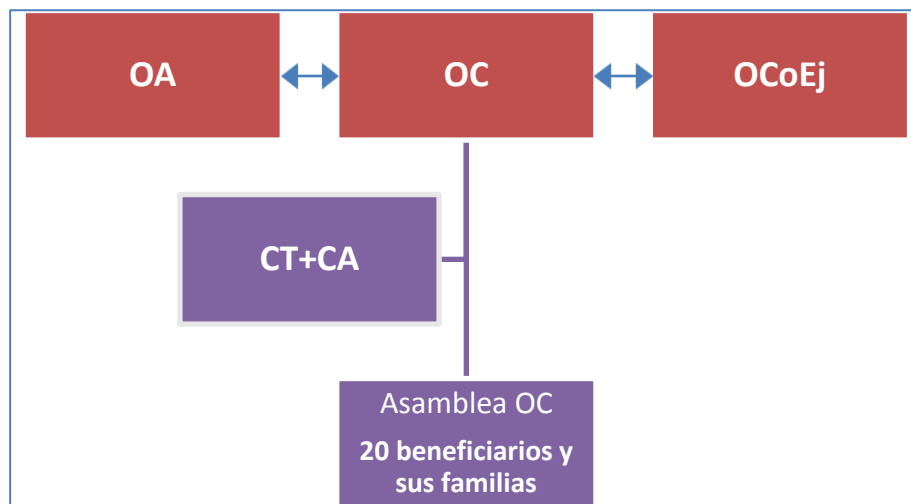 OA
OC
OCoEj
CT+CA
Asamblea OC
20 beneficiarios y
sus familias